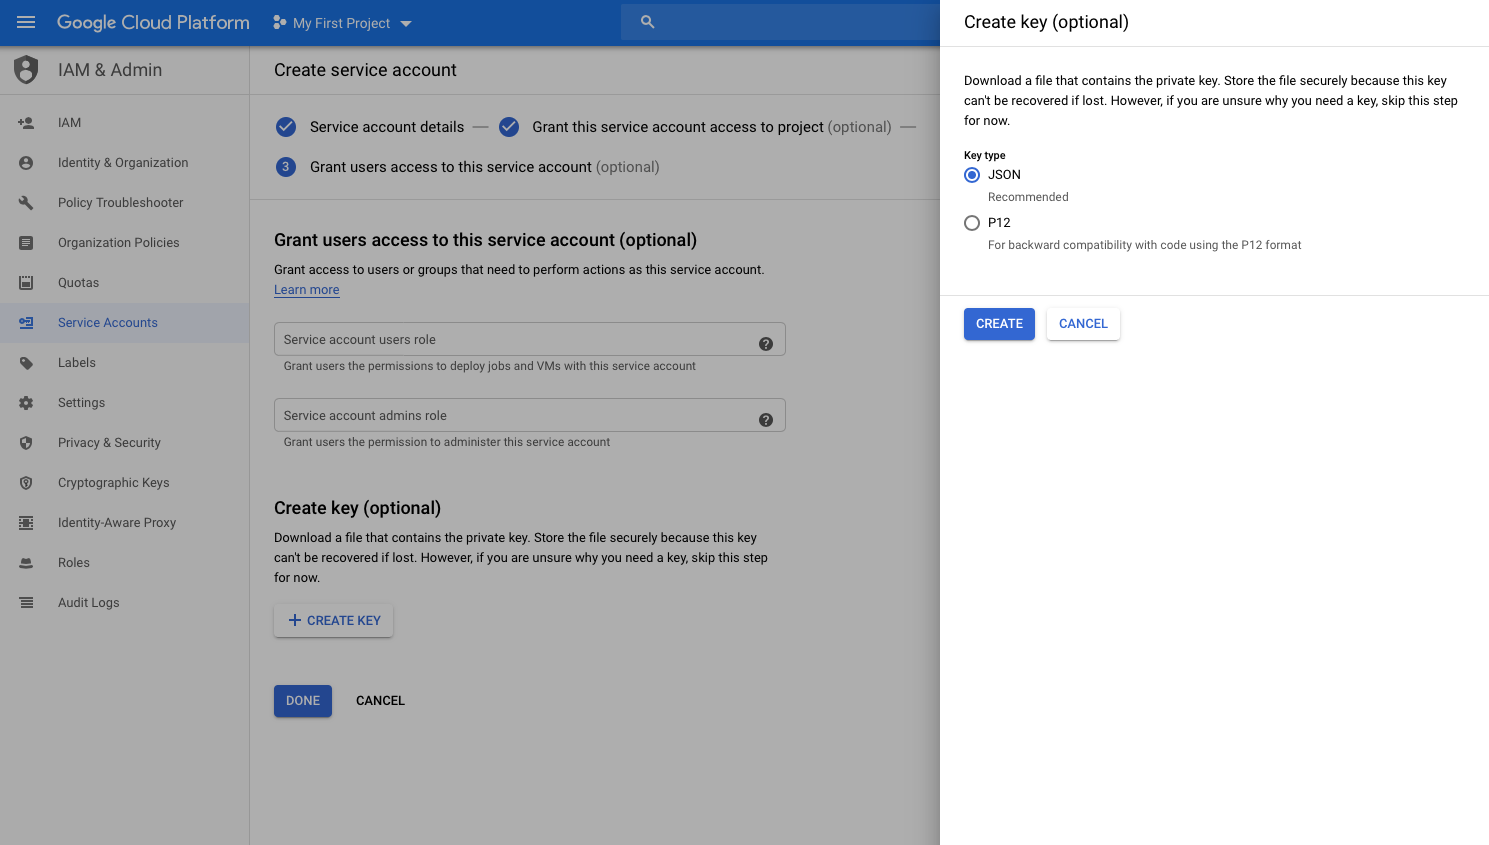 Google Cloud Platform
My First Project
IAM & Admin
IAM
Identity & Organization
Policy Troubleshooter
Organization Policies
Quotas
Service Accounts
Labels
Settings
Privacy & Security
Cryptographic Keys
Identity-Aware Proxy
Roles
Audit Logs
Create service account
Service account details — Grant this service account access to project (optional) —
3 Grant users access to this service account (optional)
Grant users access to this service account (optional)
Grant access to users or groups that need to perform actions as this service account.
Learn more
Service account users role
?
Grant users the permissions to deploy jobs and VMs with this service account
Service account admins role
?
Grant users the permission to administer this service account
Create key (optional)
Download a file that contains the private key. Store the file securely because this key
can't be recovered if lost. However, if you are unsure why you need a key, skip this step
for now.
+ CREATE KEY
DONE CANCEL
Create key (optional)
Download a file that contains the private key. Store the file securely because this key
can't be recovered if lost. However, if you are unsure why you need a key, skip this step
for now.
Key type
JSON
Recommended
P12
For backward compatibility with code using the P12 format
CREATE CANCEL